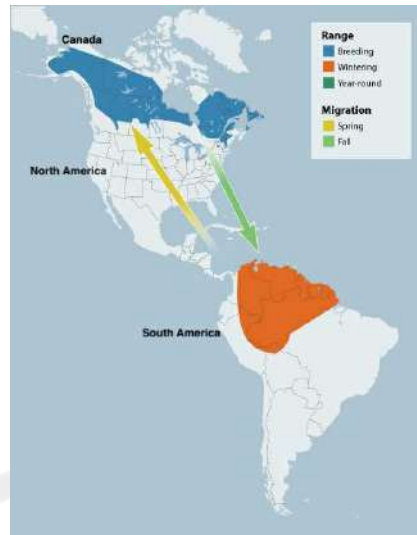 Canada
Range
Breeding
Wintering
Year-round
Migration
Spring
Fall
North America
South America